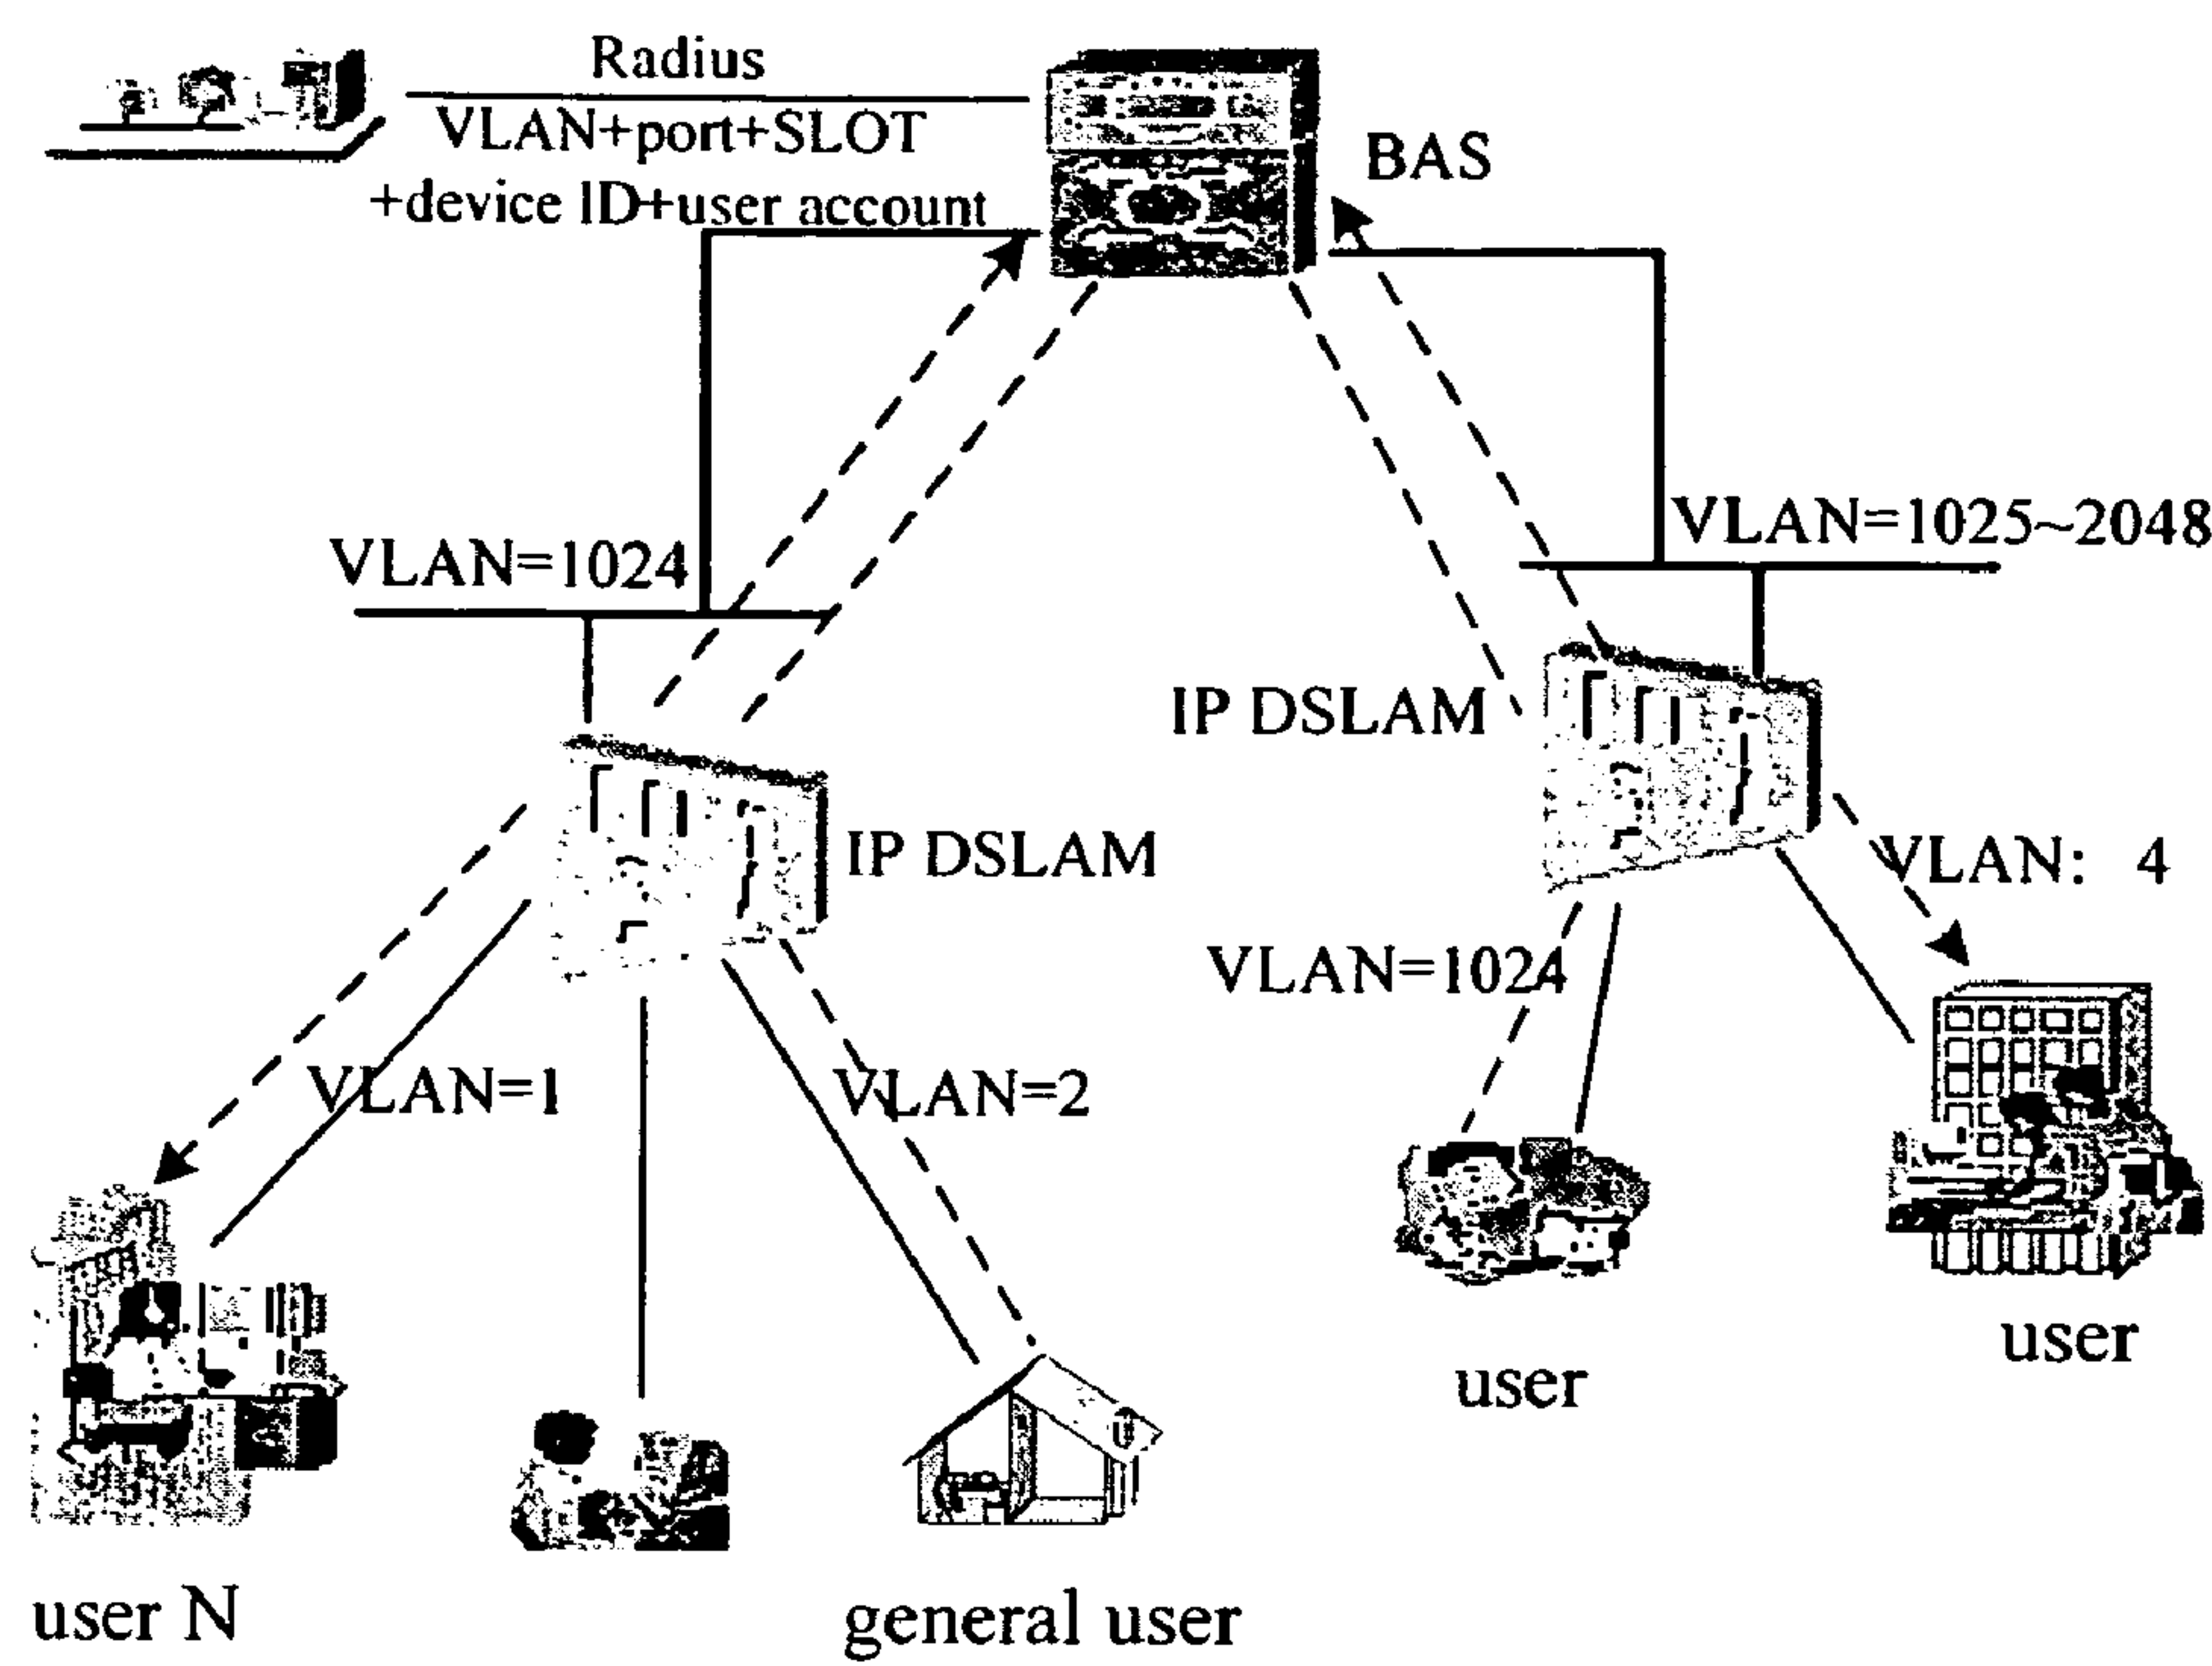 Radius
VLAN+port+SLOT
+device ID+user account
BAS
VLAN=1024
VLAN=1025~2048
IP DSLAM
IP DSLAM
VLAN: 4
VLAN=1024
VLAN=1
VLAN=2
user
user
user N
general user